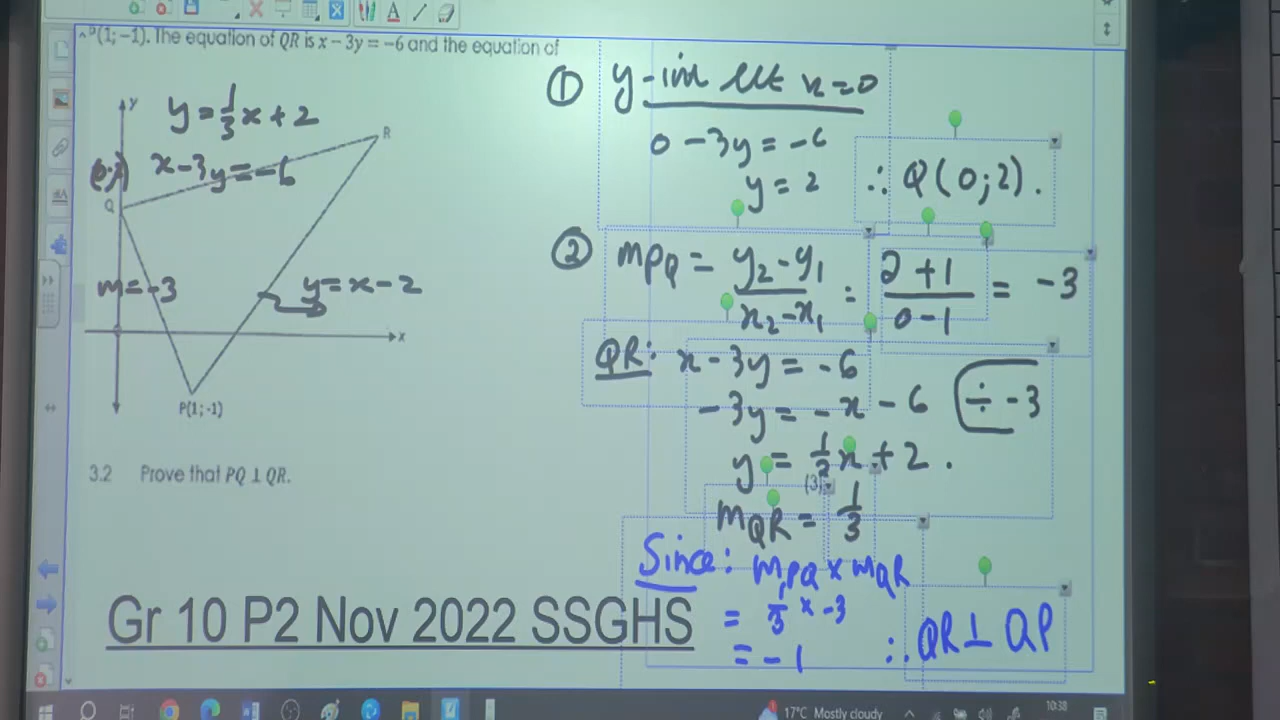 P(1; −1). The equation of QR is x − 3y = −6 and the equation of
y
y = 1/3 x + 2
R
x − 3y = −6
Q
m = −3
y = x − 2
x
P(1; −1)
3.2 Prove that PQ ⊥ QR.
(3)
Gr 10 P2 Nov 2022 SSGHS
① y-int let x = 0
0 − 3y = −6
y = 2
∴ Q(0; 2).
② mPQ = y2 − y1 / x2 − x1 = 2 + 1 / 0 − 1 = −3
QR: x − 3y = −6
−3y = −x − 6 ÷ −3
y = 1/3 x + 2.
mQR = 1/3
Since: mPQ × mQR
= 1/3 × −3
= −1 ∴ QR ⊥ QP
17°C Mostly cloudy
10:38